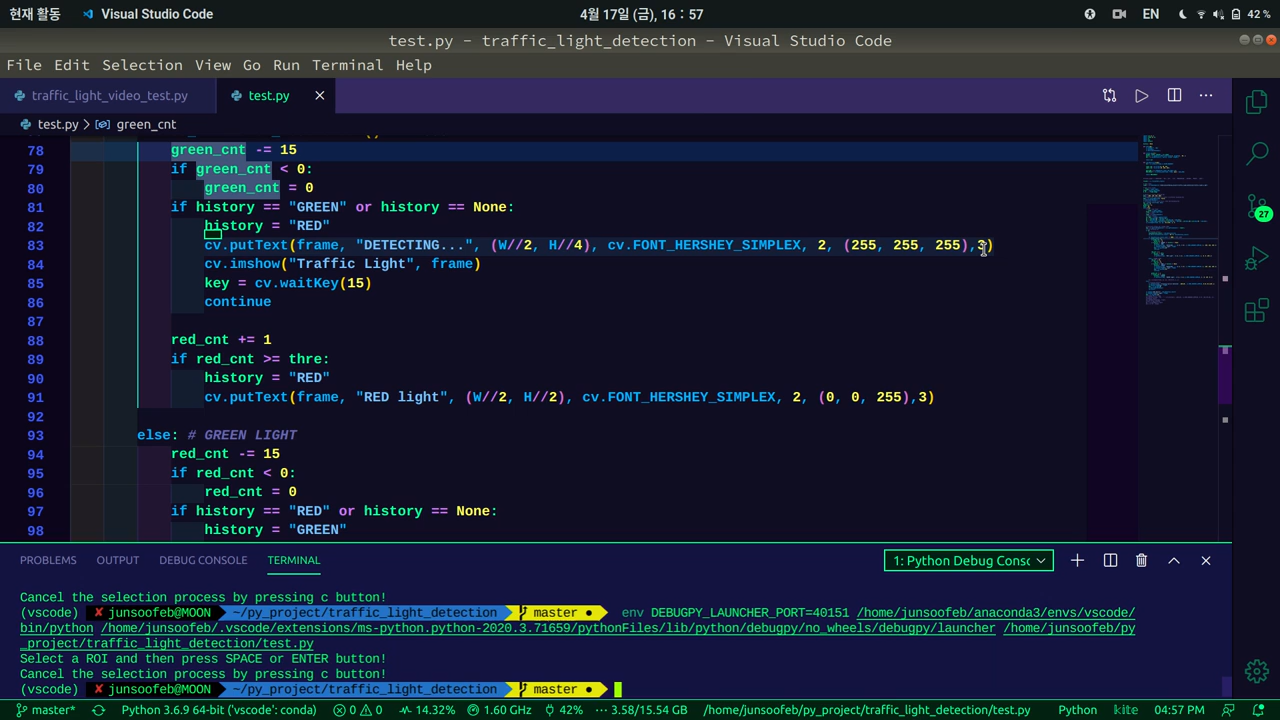 현재 활동 Visual Studio Code 4월 17일 (금), 16 : 57 EN 42 %
test.py - traffic_light_detection - Visual Studio Code
File Edit Selection View Go Run Terminal Help
traffic_light_video_test.py test.py
test.py > green_cnt
78 green_cnt -= 15
79 if green_cnt < 0:
80 green_cnt = 0
81 if history == "GREEN" or history == None:
82 history = "RED"
83 cv.putText(frame, "DETECTING...", (W//2, H//4), cv.FONT_HERSHEY_SIMPLEX, 2, (255, 255, 255),3)
84 cv.imshow("Traffic Light", frame)
85 key = cv.waitKey(15)
86 continue
87
88 red_cnt += 1
89 if red_cnt >= thre:
90 history = "RED"
91 cv.putText(frame, "RED light", (W//2, H//2), cv.FONT_HERSHEY_SIMPLEX, 2, (0, 0, 255),3)
92
93 else: # GREEN LIGHT
94 red_cnt -= 15
95 if red_cnt < 0:
96 red_cnt = 0
97 if history == "RED" or history == None:
98 history = "GREEN"
27
PROBLEMS OUTPUT DEBUG CONSOLE TERMINAL 1: Python Debug Consc
Cancel the selection process by pressing c button!
(vscode) ✘ junsoofeb@MOON ~/py_project/traffic_light_detection master ● env DEBUGPY_LAUNCHER_PORT=40151 /home/junsoofeb/anaconda3/envs/vscode/
bin/python /home/junsoofeb/.vscode/extensions/ms-python.python-2020.3.71659/pythonFiles/lib/python/debugpy/no_wheels/debugpy/launcher /home/junsoofeb/py
_project/traffic_light_detection/test.py
Select a ROI and then press SPACE or ENTER button!
Cancel the selection process by pressing c button!
(vscode) ✘ junsoofeb@MOON ~/py_project/traffic_light_detection master ●
master* Python 3.6.9 64-bit ('vscode': conda) 0 0 14.32% 1.60 GHz 42% 3.58/15.54 GB /home/junsoofeb/py_project/traffic_light_detection/test.py Python kite 04:57 PM